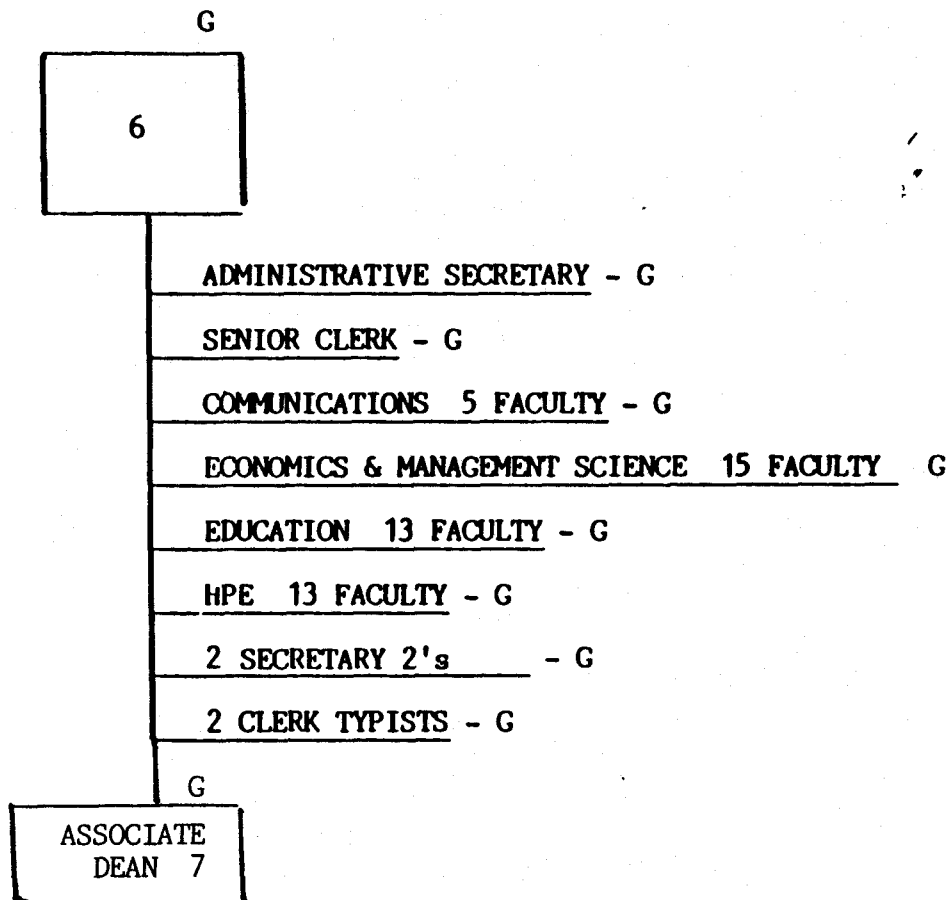 G
6
ADMINISTRATIVE SECRETARY - G
SENIOR CLERK - G
COMMUNICATIONS 5 FACULTY - G
ECONOMICS & MANAGEMENT SCIENCE 15 FACULTY G
EDUCATION 13 FACULTY - G
HPE 13 FACULTY - G
2 SECRETARY 2's - G
2 CLERK TYPISTS - G
G
ASSOCIATE
DEAN 7